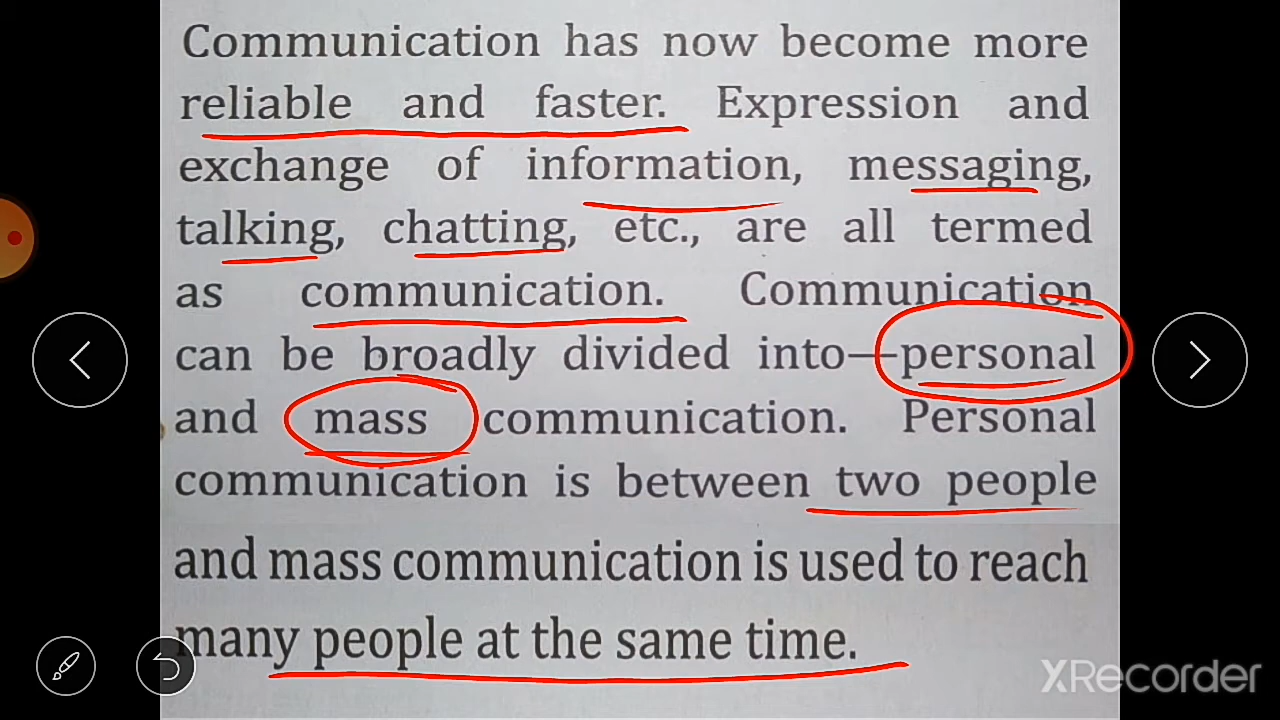 Communication has now become more
reliable and faster. Expression and
exchange of information, messaging,
talking, chatting, etc., are all termed
as communication. Communication
can be broadly divided into—personal
and mass communication. Personal
communication is between two people
and mass communication is used to reach
many people at the same time.
XRecorder